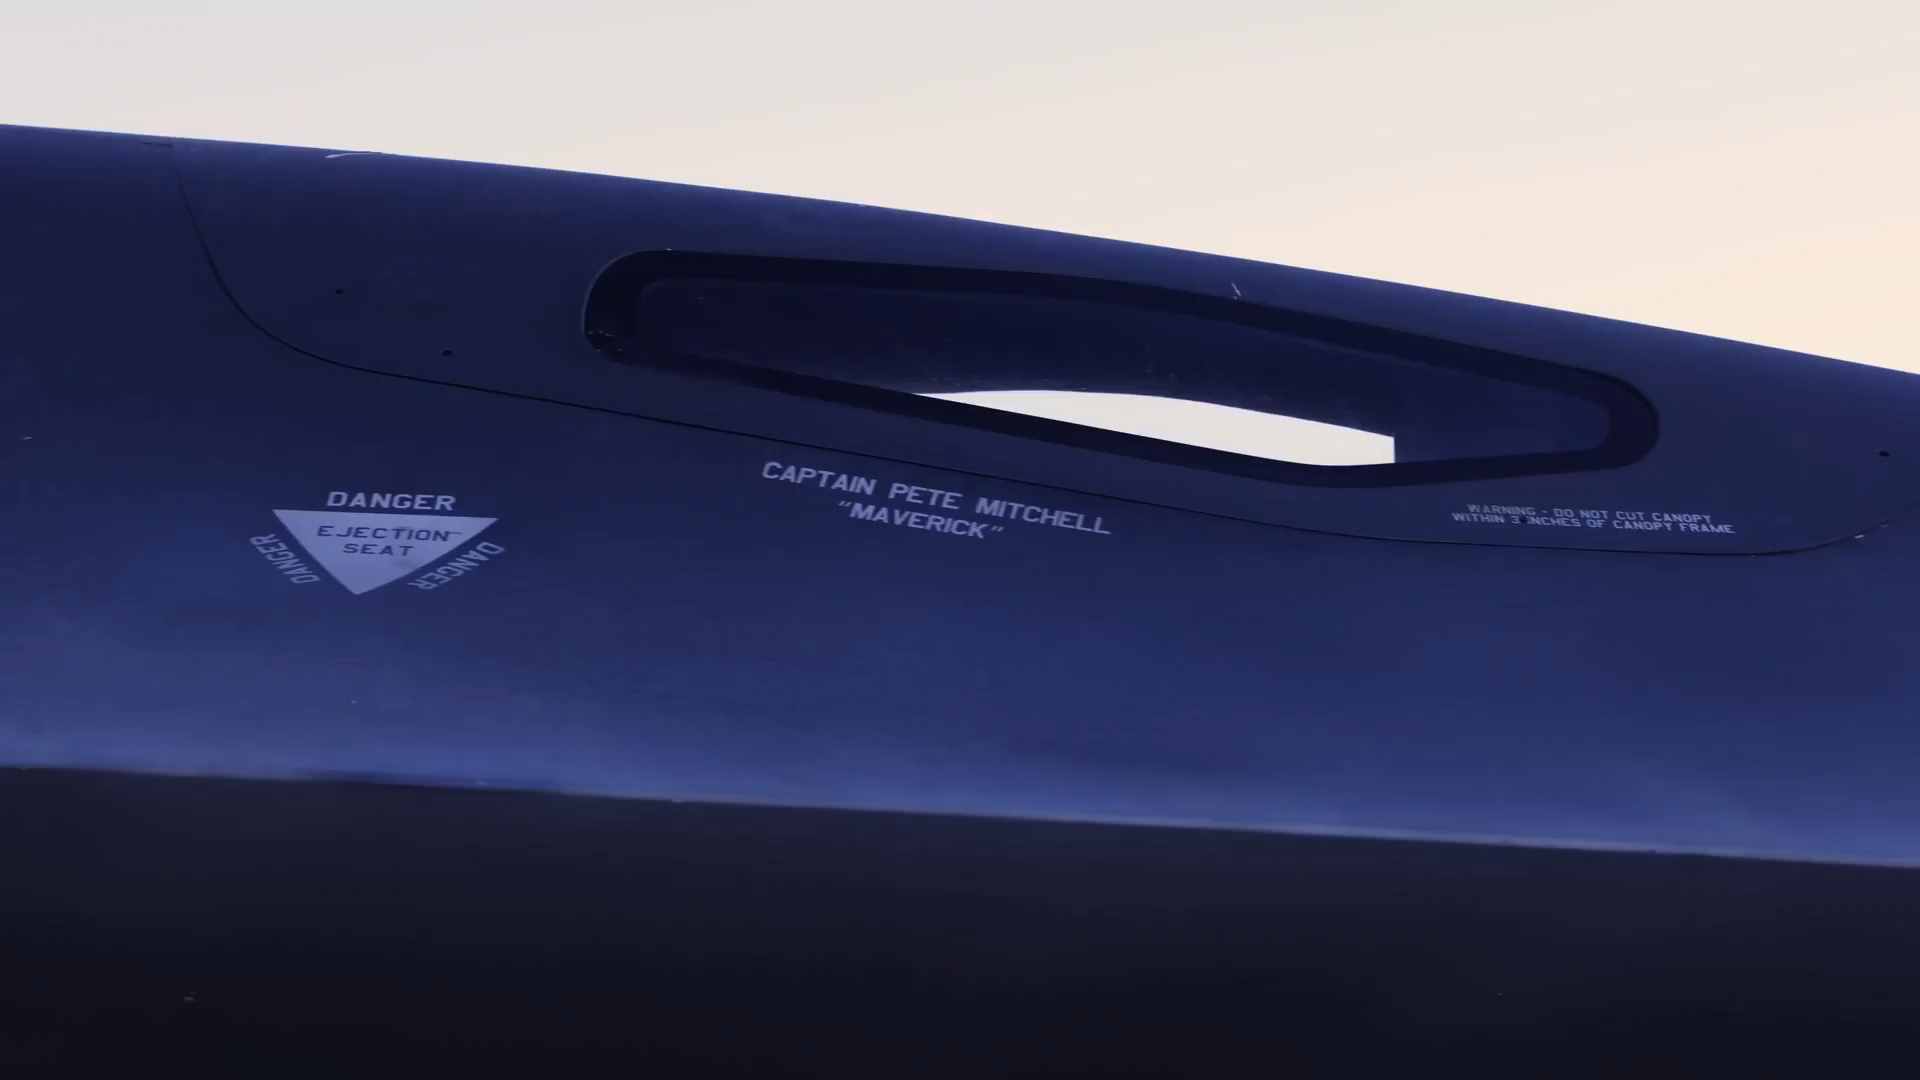 DANGER
EJECTION
SEAT
DANGER
DANGER
CAPTAIN PETE MITCHELL
"MAVERICK"
WARNING - DO NOT CUT CANOPY
WITHIN 3 INCHES OF CANOPY FRAME